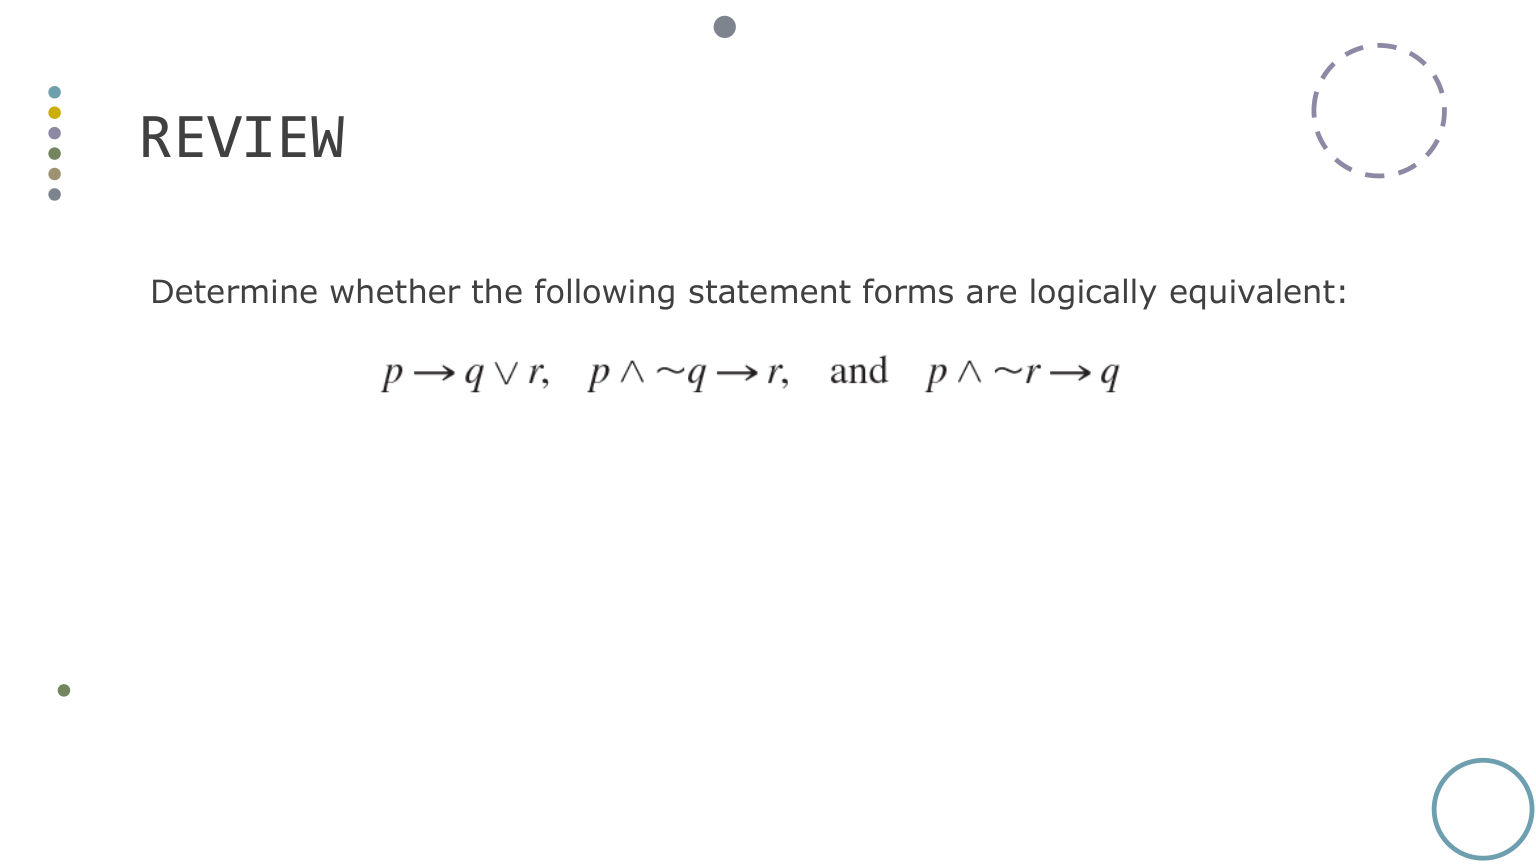 REVIEW
Determine whether the following statement forms are logically equivalent:
p → q ∨ r, p ∧ ~q → r, and p ∧ ~r → q